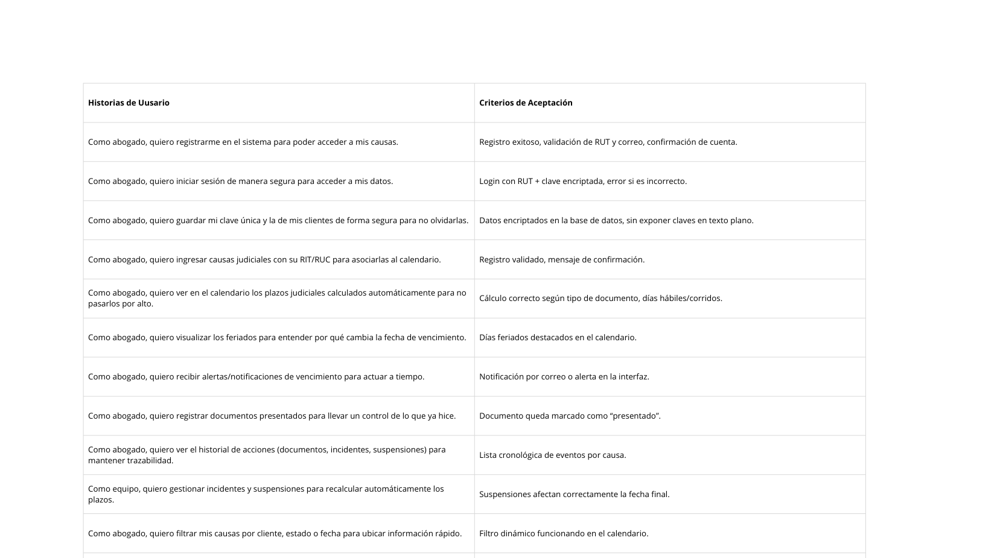 Historias de Uusario
Criterios de Aceptación
Como abogado, quiero registrarme en el sistema para poder acceder a mis causas.
Registro exitoso, validación de RUT y correo, confirmación de cuenta.
Como abogado, quiero iniciar sesión de manera segura para acceder a mis datos.
Login con RUT + clave encriptada, error si es incorrecto.
Como abogado, quiero guardar mi clave única y la de mis clientes de forma segura para no olvidarlas.
Datos encriptados en la base de datos, sin exponer claves en texto plano.
Como abogado, quiero ingresar causas judiciales con su RIT/RUC para asociarlas al calendario.
Registro validado, mensaje de confirmación.
Como abogado, quiero ver en el calendario los plazos judiciales calculados automáticamente para no
pasarlos por alto.
Cálculo correcto según tipo de documento, días hábiles/corridos.
Como abogado, quiero visualizar los feriados para entender por qué cambia la fecha de vencimiento.
Días feriados destacados en el calendario.
Como abogado, quiero recibir alertas/notificaciones de vencimiento para actuar a tiempo.
Notificación por correo o alerta en la interfaz.
Como abogado, quiero registrar documentos presentados para llevar un control de lo que ya hice.
Documento queda marcado como “presentado”.
Como abogado, quiero ver el historial de acciones (documentos, incidentes, suspensiones) para
mantener trazabilidad.
Lista cronológica de eventos por causa.
Como equipo, quiero gestionar incidentes y suspensiones para recalcular automáticamente los
plazos.
Suspensiones afectan correctamente la fecha final.
Como abogado, quiero filtrar mis causas por cliente, estado o fecha para ubicar información rápido.
Filtro dinámico funcionando en el calendario.